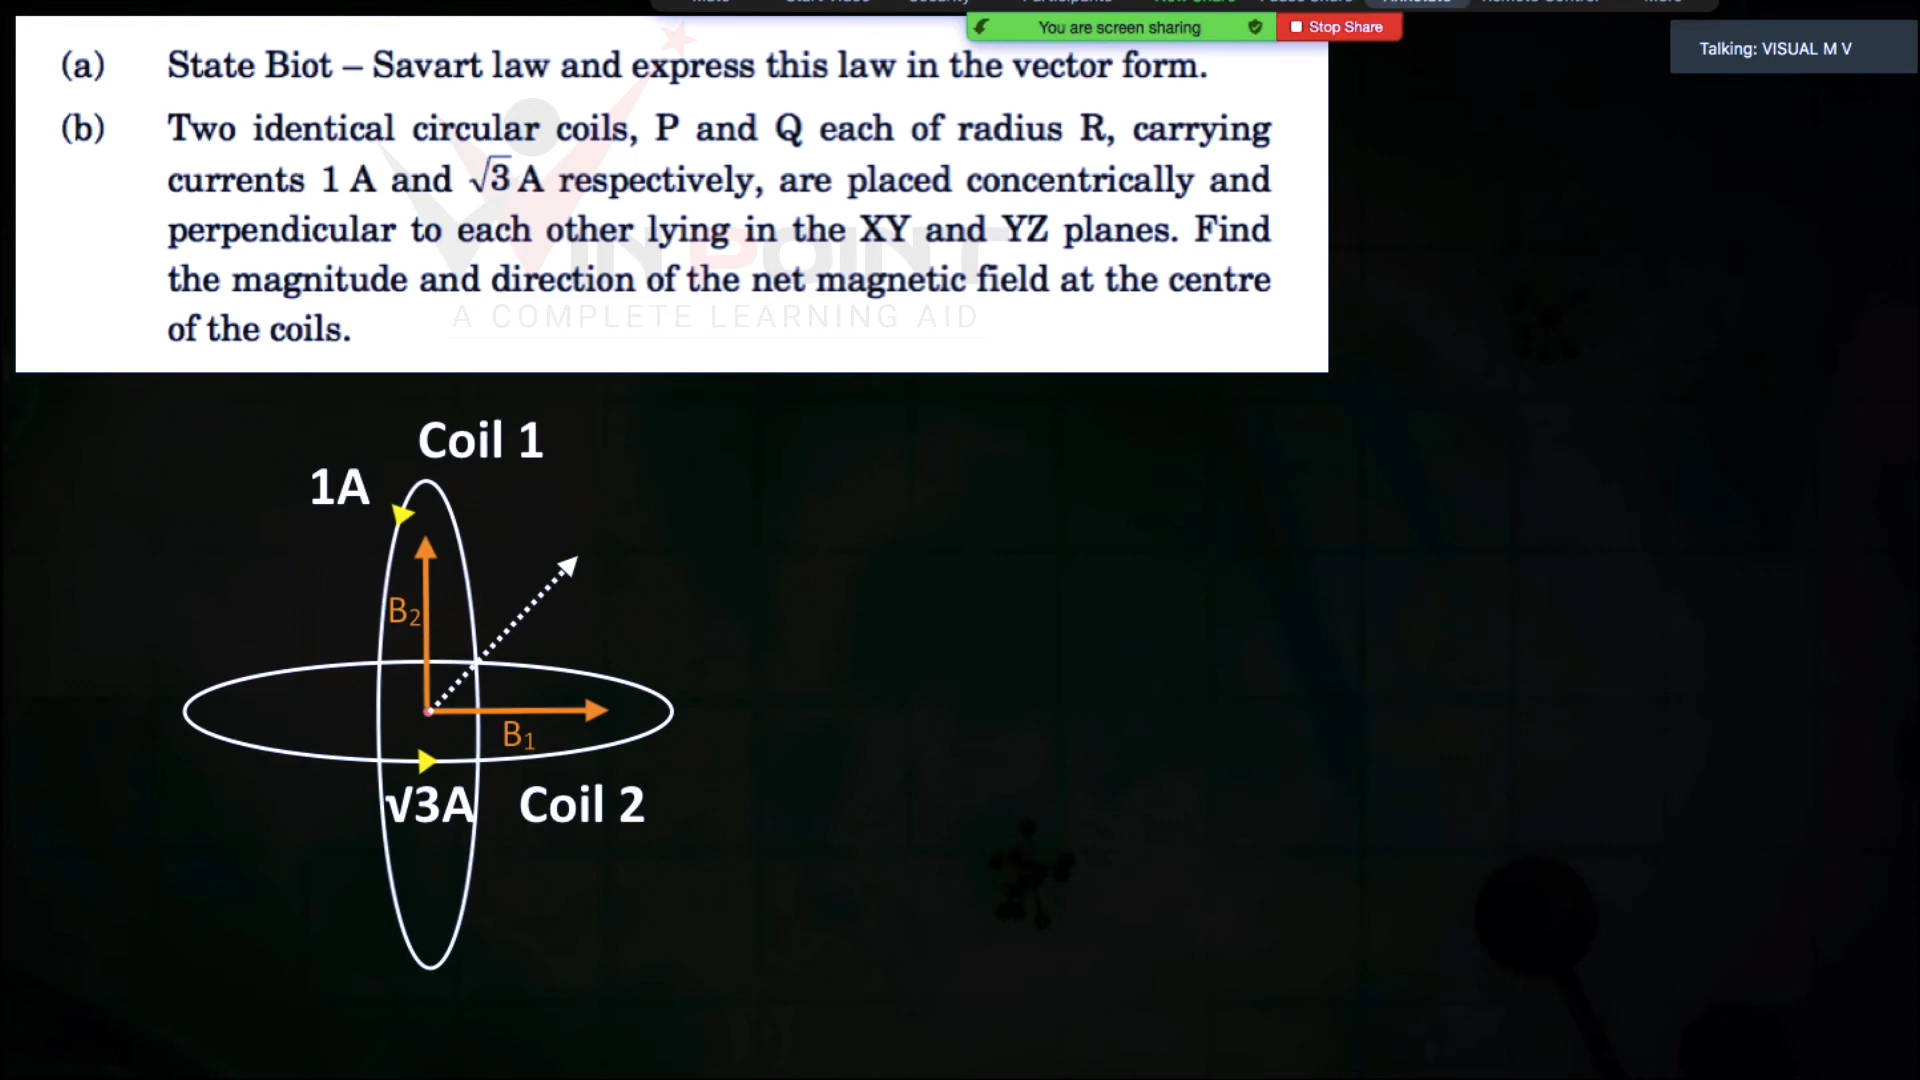 You are screen sharing
Stop Share
Talking: VISUAL M V
(a) State Biot – Savart law and express this law in the vector form.
(b) Two identical circular coils, P and Q each of radius R, carrying
currents 1 A and √3 A respectively, are placed concentrically and
perpendicular to each other lying in the XY and YZ planes. Find
the magnitude and direction of the net magnetic field at the centre
of the coils.
WINPOINT
A COMPLETE LEARNING AID
Coil 1
1A
B₂
B₁
√3A
Coil 2